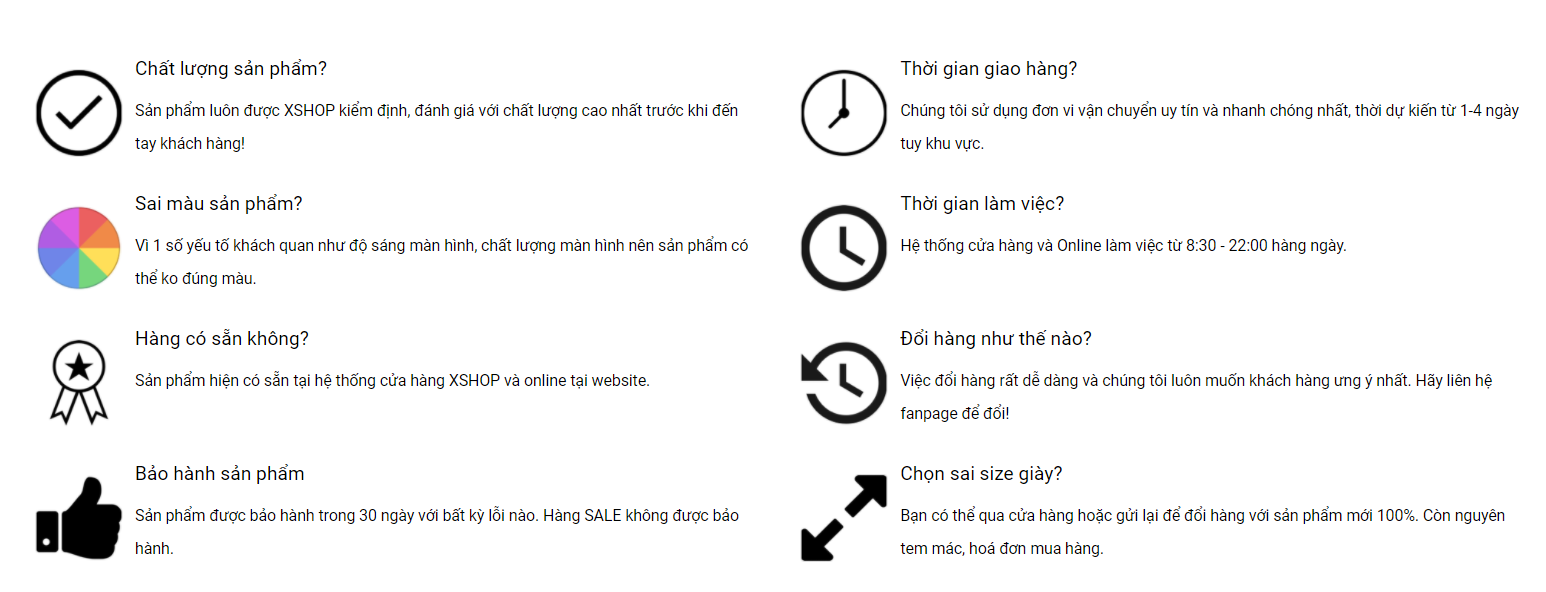 Chất lượng sản phẩm?
Sản phẩm luôn được XSHOP kiểm định, đánh giá với chất lượng cao nhất trước khi đến
tay khách hàng!
Sai màu sản phẩm?
Vì 1 số yếu tố khách quan như độ sáng màn hình, chất lượng màn hình nên sản phẩm có
thể ko đúng màu.
Hàng có sẵn không?
Sản phẩm hiện có sẵn tại hệ thống cửa hàng XSHOP và online tại website.
Bảo hành sản phẩm
Sản phẩm được bảo hành trong 30 ngày với bất kỳ lỗi nào. Hàng SALE không được bảo
hành.
Thời gian giao hàng?
Chúng tôi sử dụng đơn vi vận chuyển uy tín và nhanh chóng nhất, thời dự kiến từ 1-4 ngày
tuy khu vực.
Thời gian làm việc?
Hệ thống cửa hàng và Online làm việc từ 8:30 - 22:00 hàng ngày.
Đổi hàng như thế nào?
Việc đổi hàng rất dễ dàng và chúng tôi luôn muốn khách hàng ưng ý nhất. Hãy liên hệ
fanpage để đổi!
Chọn sai size giày?
Bạn có thể qua cửa hàng hoặc gửi lại để đổi hàng với sản phẩm mới 100%. Còn nguyên
tem mác, hoá đơn mua hàng.